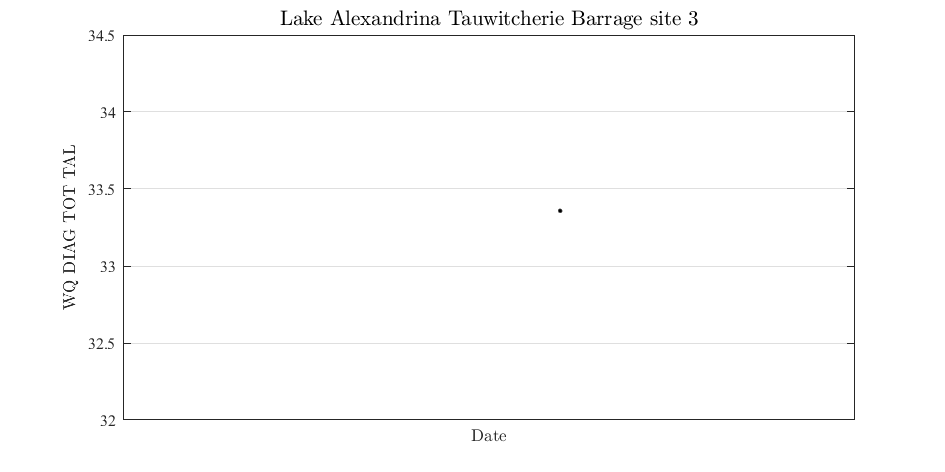 Lake Alexandrina Tauwitcherie Barrage site 3
34.5
34
33.5
33
32.5
32
WQ DIAG TOT TAL
Date